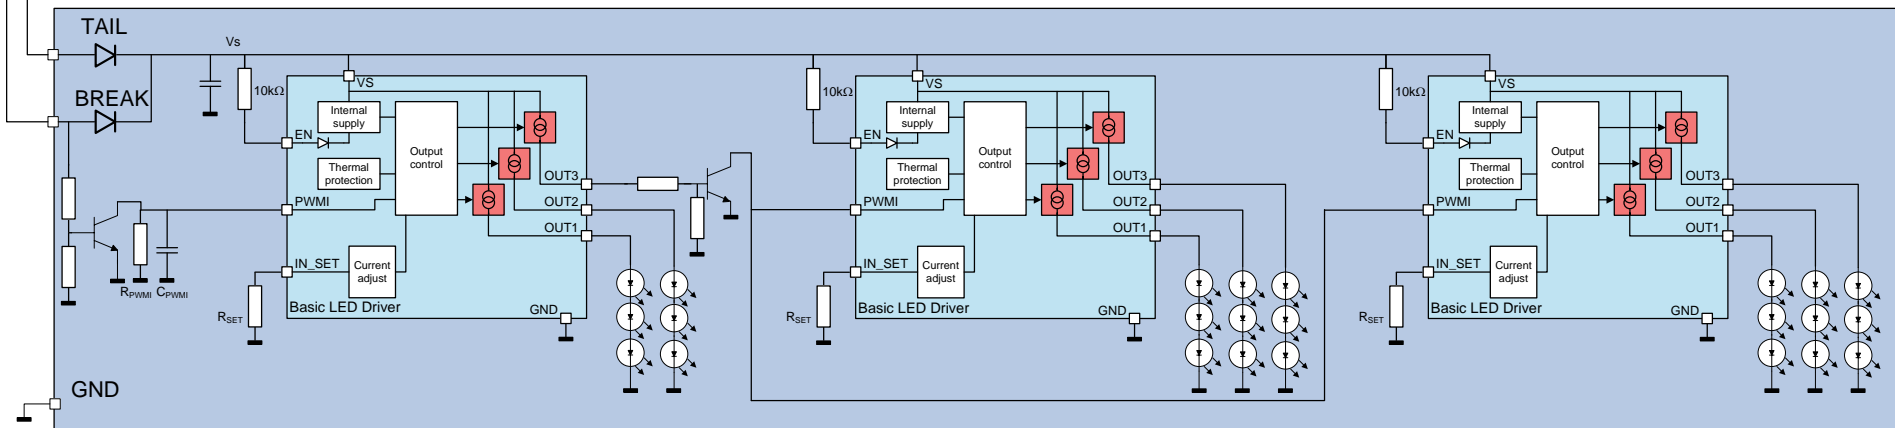 TAIL
Vs
BREAK
10kΩ
VS
Internal
supply
EN
Output
control
Thermal
protection
OUT3
PWMI
OUT2
OUT1
IN_SET
Current
adjust
RPWMI
CPWMI
RSET
Basic LED Driver
GND
10kΩ
VS
Internal
supply
EN
Output
control
Thermal
protection
OUT3
PWMI
OUT2
OUT1
IN_SET
Current
adjust
RSET
Basic LED Driver
GND
10kΩ
VS
Internal
supply
EN
Output
control
Thermal
protection
OUT3
PWMI
OUT2
OUT1
IN_SET
Current
adjust
RSET
Basic LED Driver
GND
GND